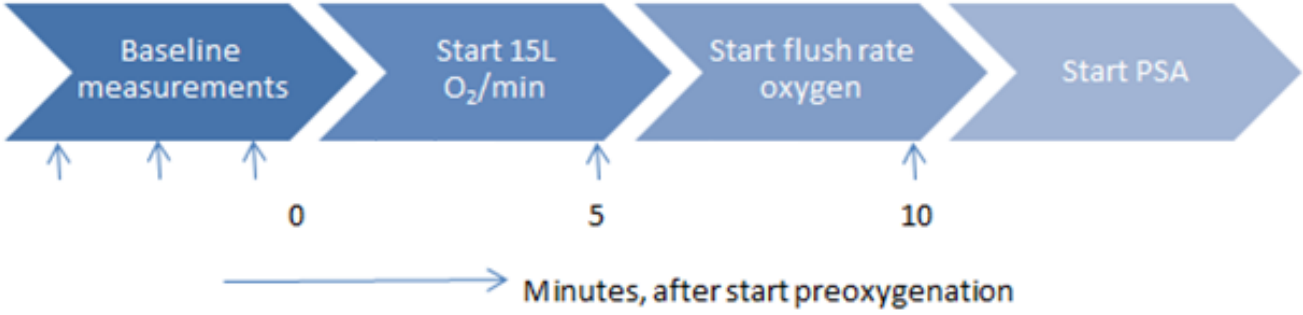 Baseline
measurements
Start 15L
O₂/min
Start flush rate
oxygen
Start PSA
0
5
10
Minutes, after start preoxygenation